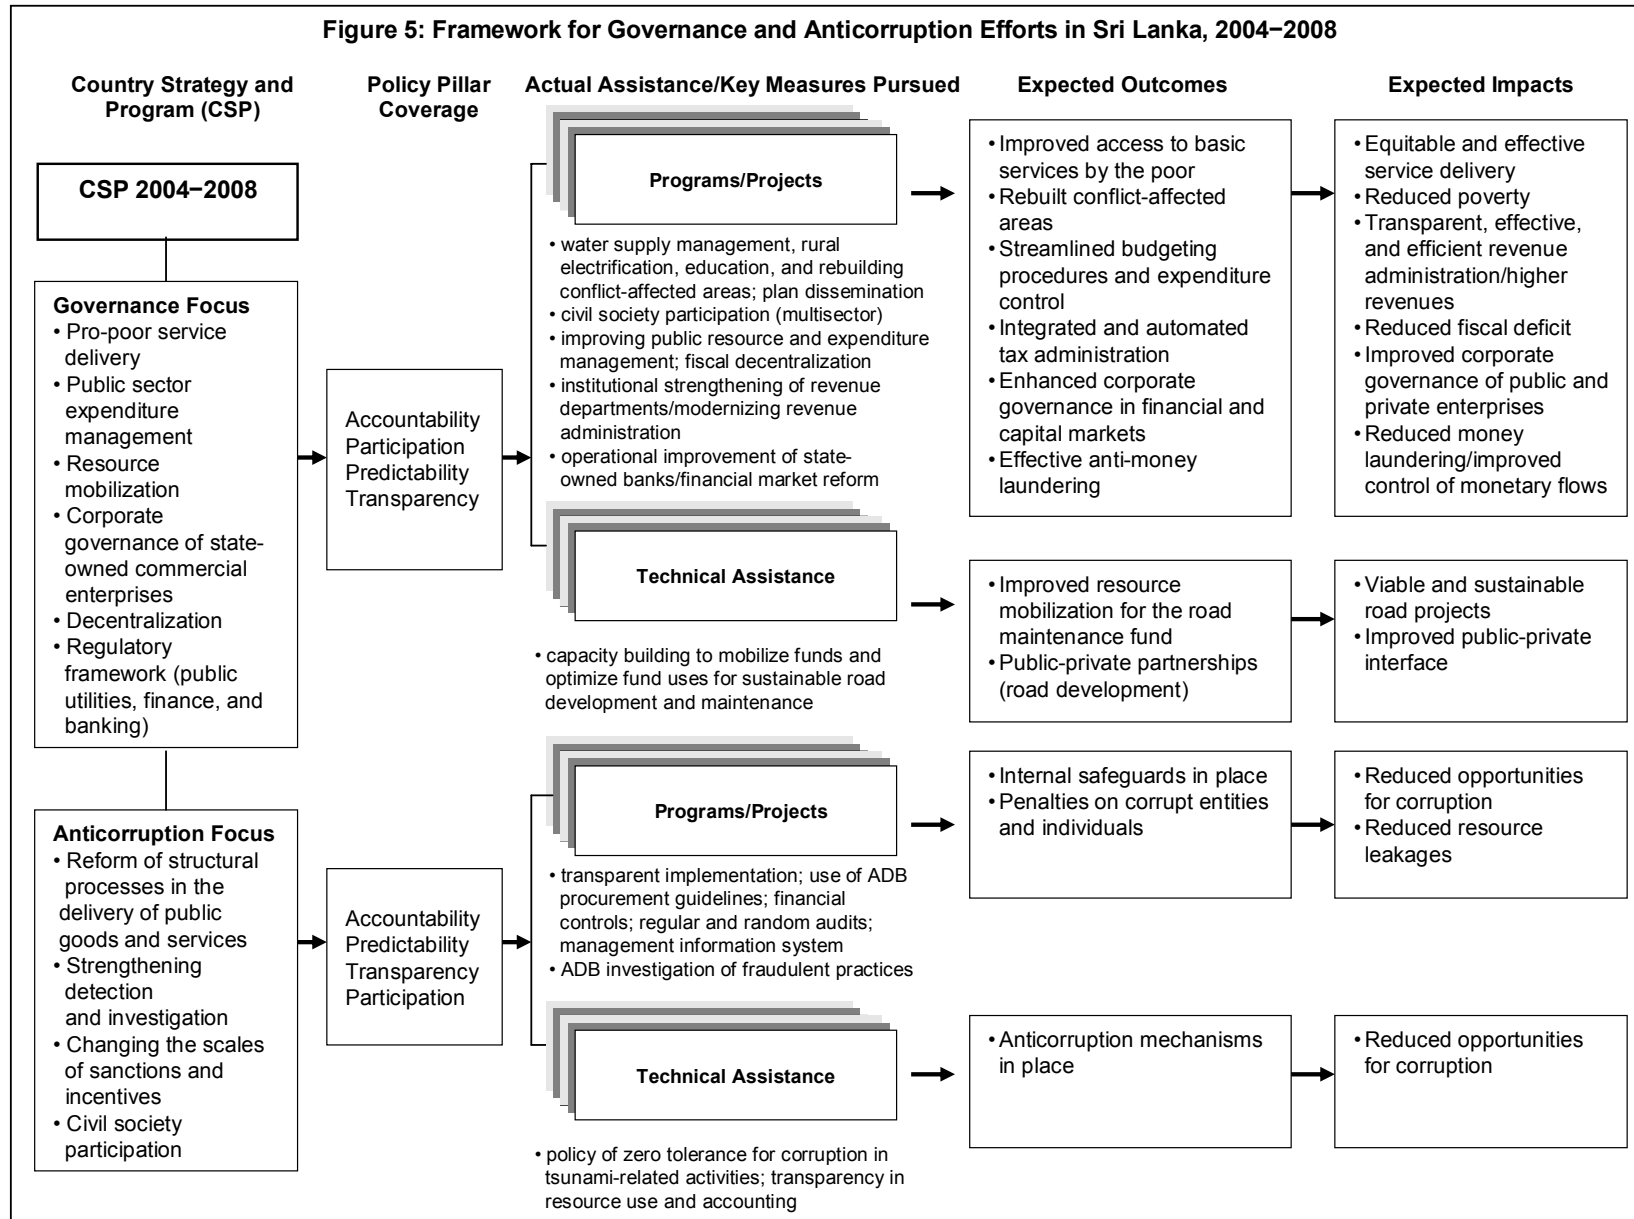 Figure 5: Framework for Governance and Anticorruption Efforts in Sri Lanka, 2004−2008
Country Strategy and
Program (CSP)
Policy Pillar
Coverage
Actual Assistance/Key Measures Pursued
Expected Outcomes
Expected Impacts
CSP 2004−2008
Governance Focus
• Pro-poor service
delivery
• Public sector
expenditure
management
• Resource
mobilization
• Corporate
governance of state-
owned commercial
enterprises
• Decentralization
• Regulatory
framework (public
utilities, finance, and
banking)
Accountability
Participation
Predictability
Transparency
Programs/Projects
• water supply management, rural
electrification, education, and rebuilding
conflict-affected areas; plan dissemination
• civil society participation (multisector)
• improving public resource and expenditure
management; fiscal decentralization
• institutional strengthening of revenue
departments/modernizing revenue
administration
• operational improvement of state-
owned banks/financial market reform
• Improved access to basic
services by the poor
• Rebuilt conflict-affected
areas
• Streamlined budgeting
procedures and expenditure
control
• Integrated and automated
tax administration
• Enhanced corporate
governance in financial and
capital markets
• Effective anti-money
laundering
• Equitable and effective
service delivery
• Reduced poverty
• Transparent, effective,
and efficient revenue
administration/higher
revenues
• Reduced fiscal deficit
• Improved corporate
governance of public and
private enterprises
• Reduced money
laundering/improved
control of monetary flows
Technical Assistance
• capacity building to mobilize funds and
optimize fund uses for sustainable road
development and maintenance
• Improved resource
mobilization for the road
maintenance fund
• Public-private partnerships
(road development)
• Viable and sustainable
road projects
• Improved public-private
interface
Anticorruption Focus
• Reform of structural
processes in the
delivery of public
goods and services
• Strengthening
detection
and investigation
• Changing the scales
of sanctions and
incentives
• Civil society
participation
Accountability
Predictability
Transparency
Participation
Programs/Projects
• transparent implementation; use of ADB
procurement guidelines; financial
controls; regular and random audits;
management information system
• ADB investigation of fraudulent practices
• Internal safeguards in place
• Penalties on corrupt entities
and individuals
• Reduced opportunities
for corruption
• Reduced resource
leakages
Technical Assistance
• policy of zero tolerance for corruption in
tsunami-related activities; transparency in
resource use and accounting
• Anticorruption mechanisms
in place
• Reduced opportunities
for corruption